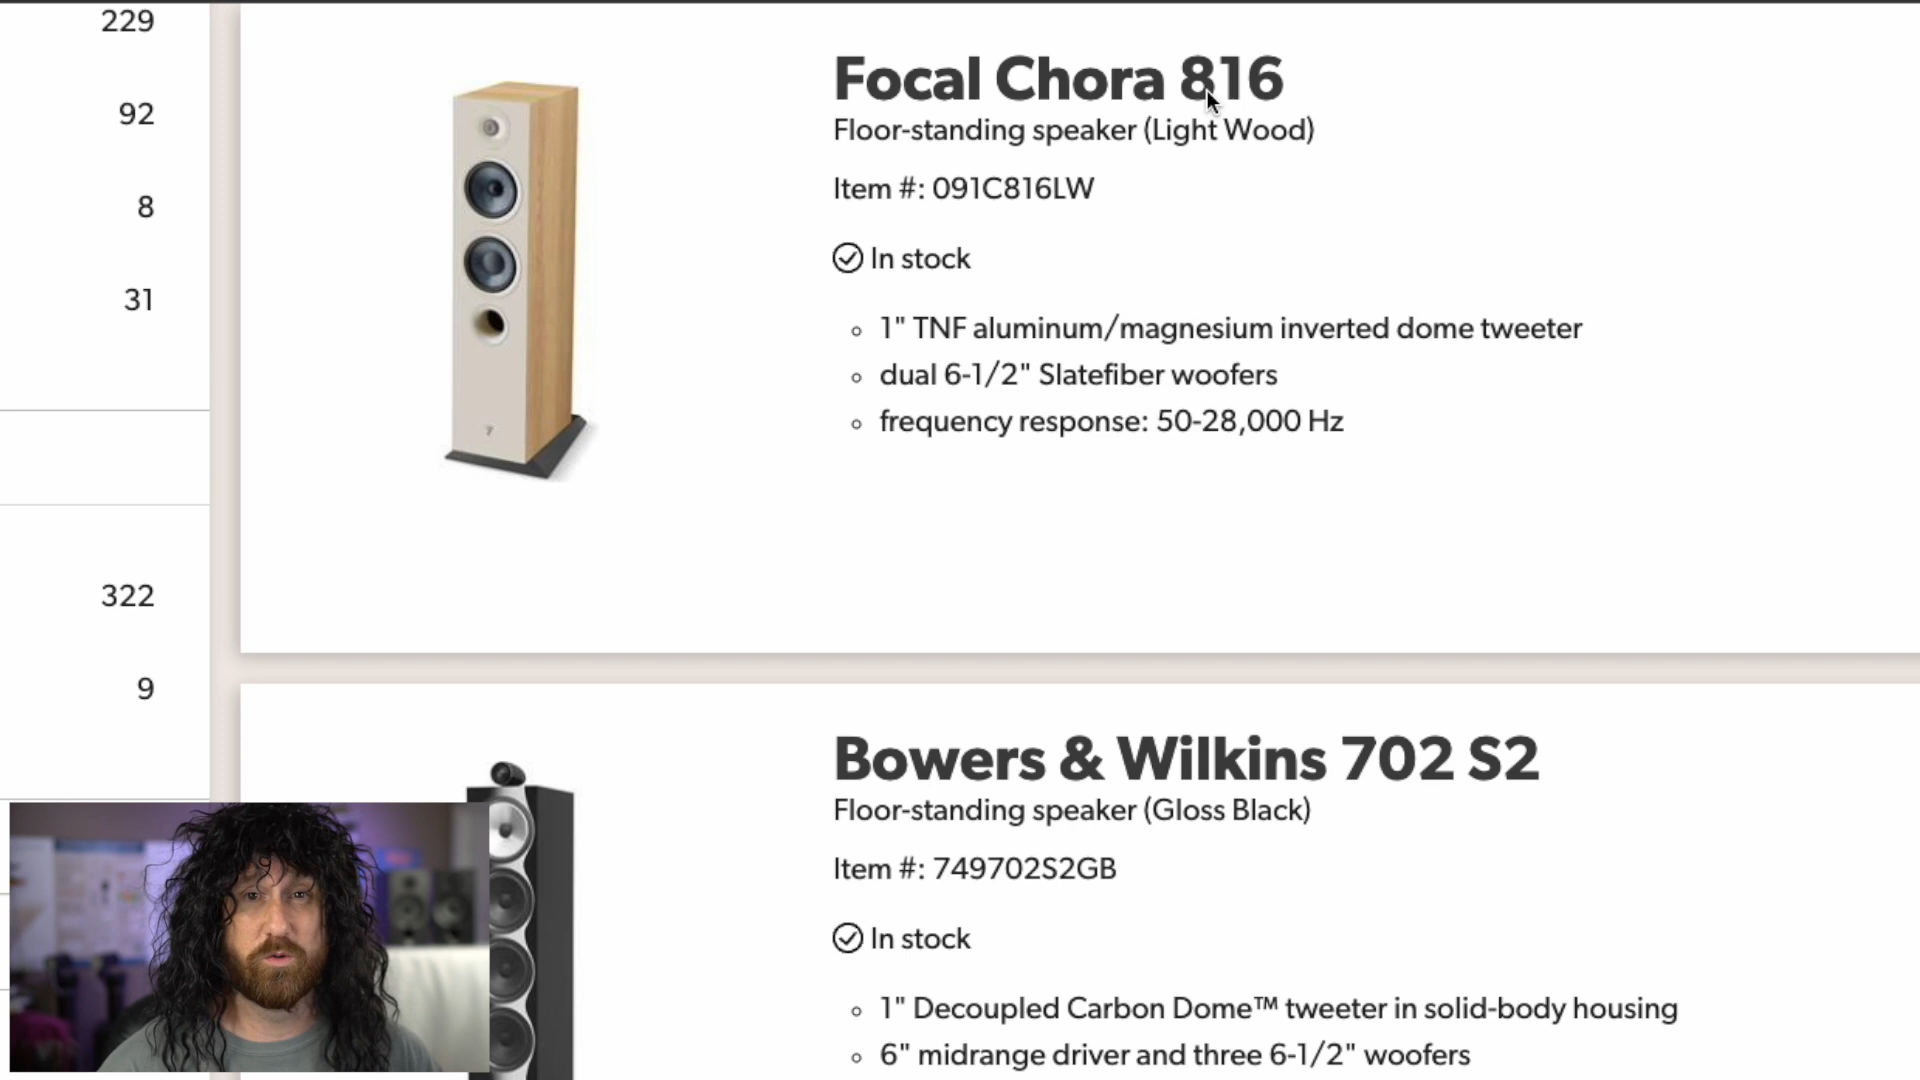 229
92
8
31
322
9
Focal Chora 816
Floor-standing speaker (Light Wood)
Item #: 091C816LW
In stock
1" TNF aluminum/magnesium inverted dome tweeter
dual 6-1/2" Slatefiber woofers
frequency response: 50-28,000 Hz
Bowers & Wilkins 702 S2
Floor-standing speaker (Gloss Black)
Item #: 749702S2GB
In stock
1" Decoupled Carbon Dome™ tweeter in solid-body housing
6" midrange driver and three 6-1/2" woofers